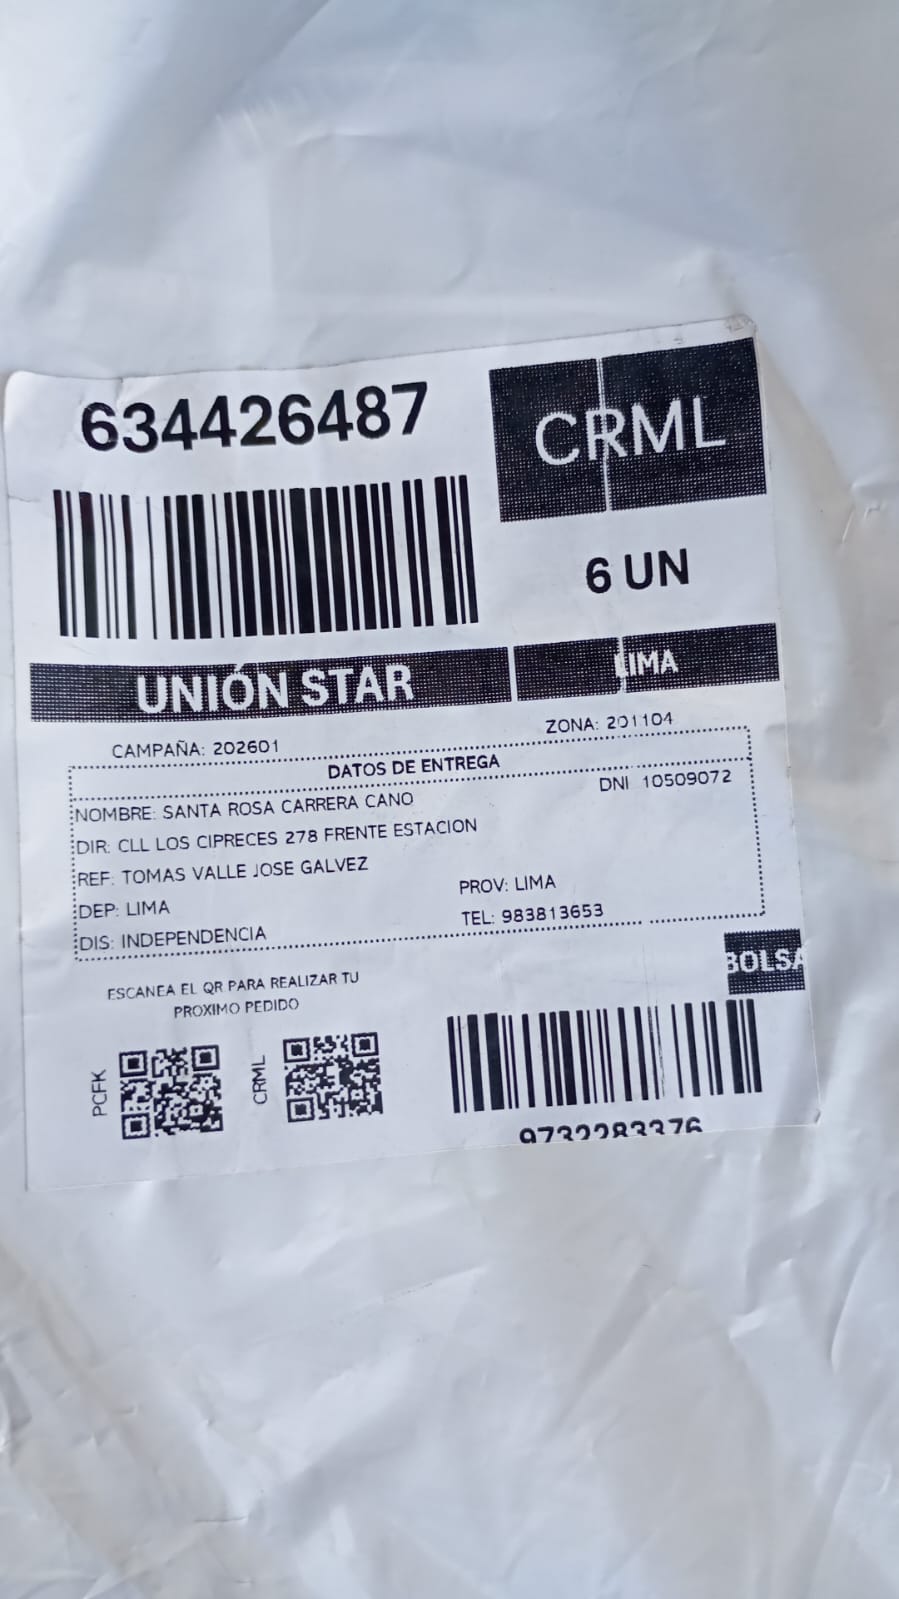 634426487
CRML
6 UN
UNIÓN STAR
LIMA
CAMPAÑA: 202601
ZONA: 201104
DATOS DE ENTREGA
NOMBRE: SANTA ROSA CARRERA CANO
DNI 10509072
DIR: CLL LOS CIPRECES 278 FRENTE ESTACION
REF: TOMAS VALLE JOSE GALVEZ
DEP: LIMA
PROV: LIMA
DIS: INDEPENDENCIA
TEL: 983813653
BOLSA
ESCANEA EL QR PARA REALIZAR TU
PROXIMO PEDIDO
PCFK
CRML
9732283376